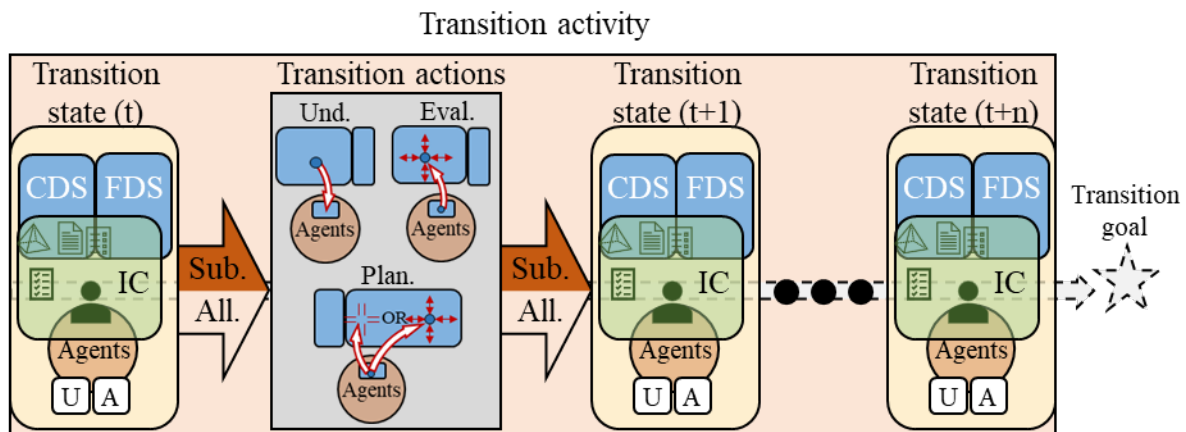 Transition activity
Transition
state (t)
CDS
FDS
IC
Agents
U
A
Sub.
All.
Transition actions
Und.
Agents
Eval.
Agents
Plan.
OR
Agents
Sub.
All.
Transition
state (t+1)
CDS
FDS
IC
Agents
U
A
Transition
state (t+n)
CDS
FDS
IC
Agents
U
A
Transition
goal